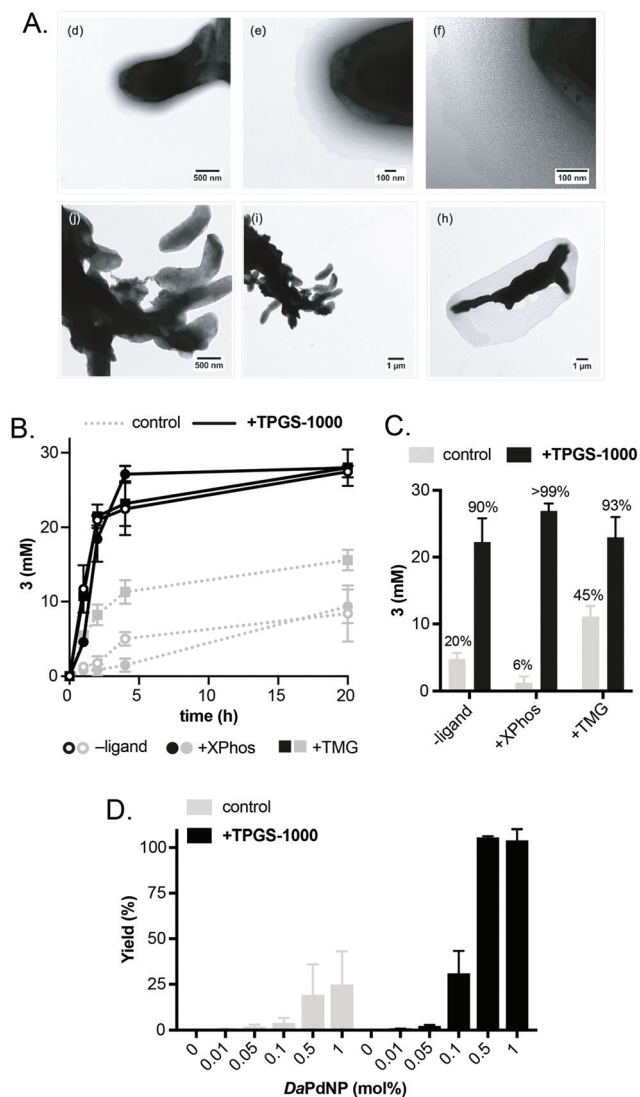 A.
(d) (e) (f)
500 nm 100 nm 100 nm
(j) (i) (h)
500 nm 1 µm 1 µm
B.
control +TPGS-1000
30
20
10
0
3 (mM)
0 5 10 15 20
time (h)
–ligand +XPhos +TMG
C.
control +TPGS-1000
30
20
10
0
3 (mM)
20% 90% 6% >99% 45% 93%
-ligand +XPhos +TMG
D.
control
+TPGS-1000
100
75
50
25
0
Yield (%)
0 0.01 0.05 0.1 0.5 1 0 0.01 0.05 0.1 0.5 1
DaPdNP (mol%)